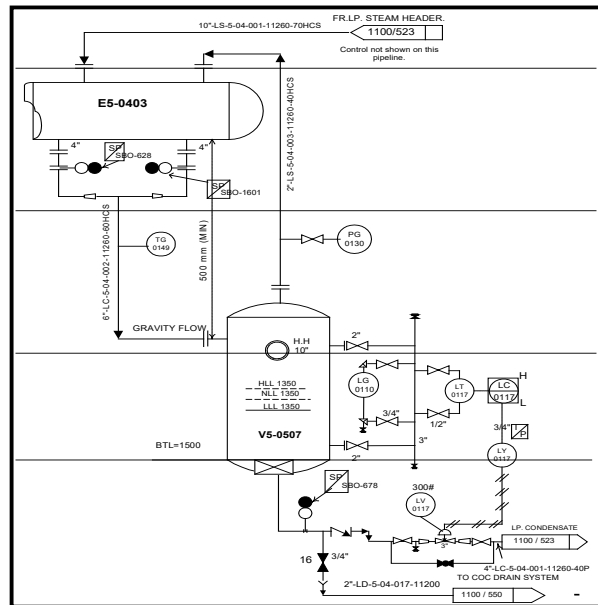 FR.LP. STEAM HEADER.
10"-LS-5-04-001-11260-70HCS
1100/523
Control not shown on this
pipeline.
E5-0403
4"
4"
SP
SBO-628
SP
SBO-1601
2"-LS-5-04-003-11260-40HCS
6"-LC-5-04-002-11260-60HCS
TG
0149
500 mm (MIN)
PG
0130
GRAVITY FLOW
H.H
10"
2"
HLL 1350
NLL 1350
LLL 1350
LG
0110
LT
0117
LC
0117
H
L
3/4"
1/2"
3/4"
I
P
V5-0507
3"
BTL=1500
2"
LY
0117
SP
SBO-678
300#
LV
0117
3"
LP. CONDENSATE
1100 / 523
16
3/4"
4"-LC-5-04-001-11260-40P
TO COC DRAIN SYSTEM
2"-LD-5-04-017-11200
1100 / 550
-